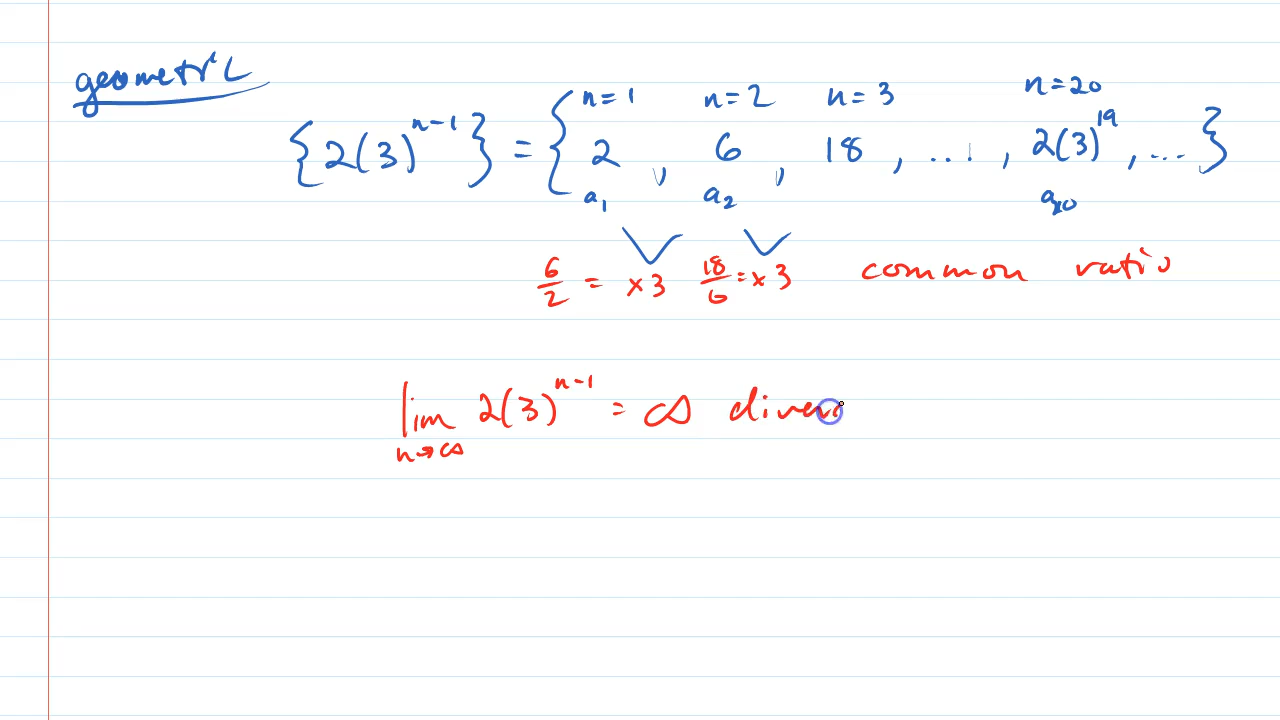 geometric
n=1 n=2 n=3 n=20
{2(3)^{n-1}} = {2, 6, 18, ..., 2(3)^{19}, ...}
a₁ a₂ a₂₀
6/2 = ×3 18/6 = ×3 common ratio
lim_{n→∞} 2(3)^{n-1} = ∞